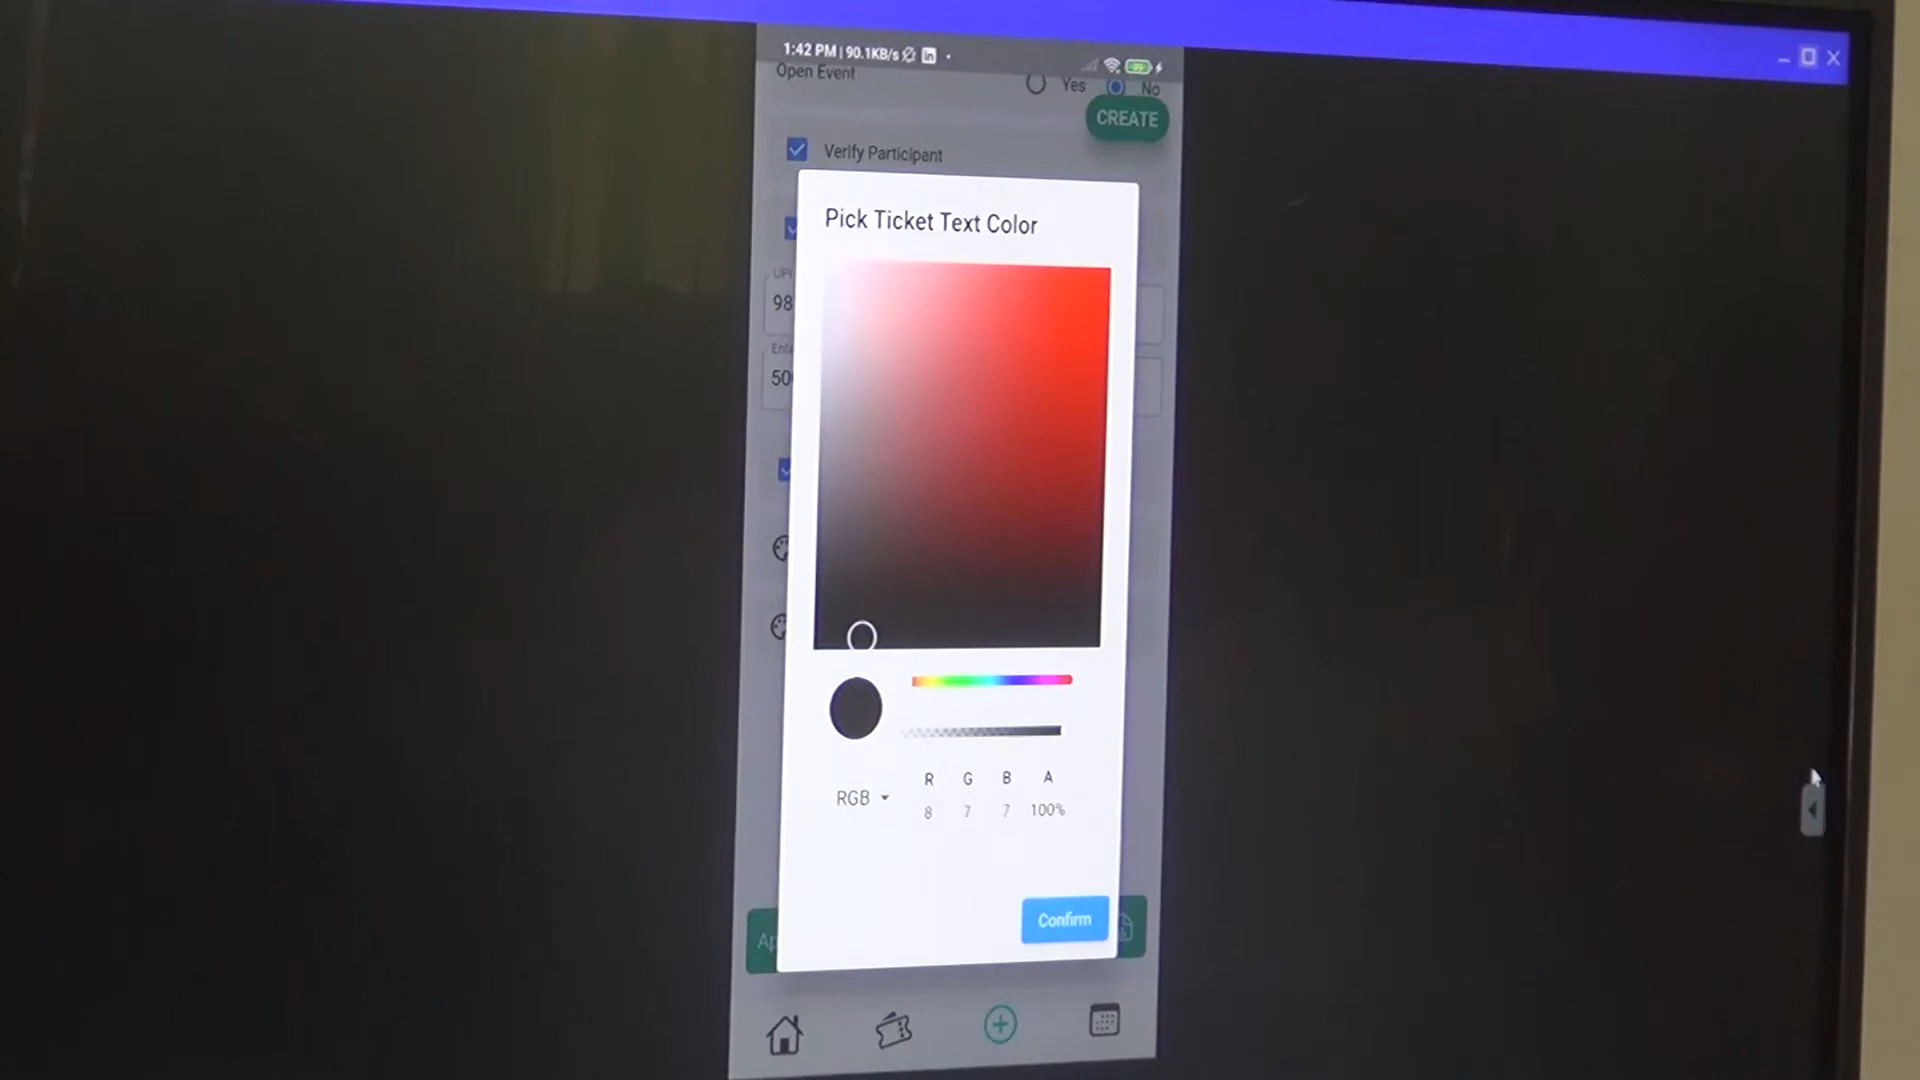 1:42 PM | 90.1KB/s
Open Event
Yes
No
CREATE
Verify Participant
Pick Ticket Text Color
98
50
RGB
R G B A
8 7 7 100%
Confirm